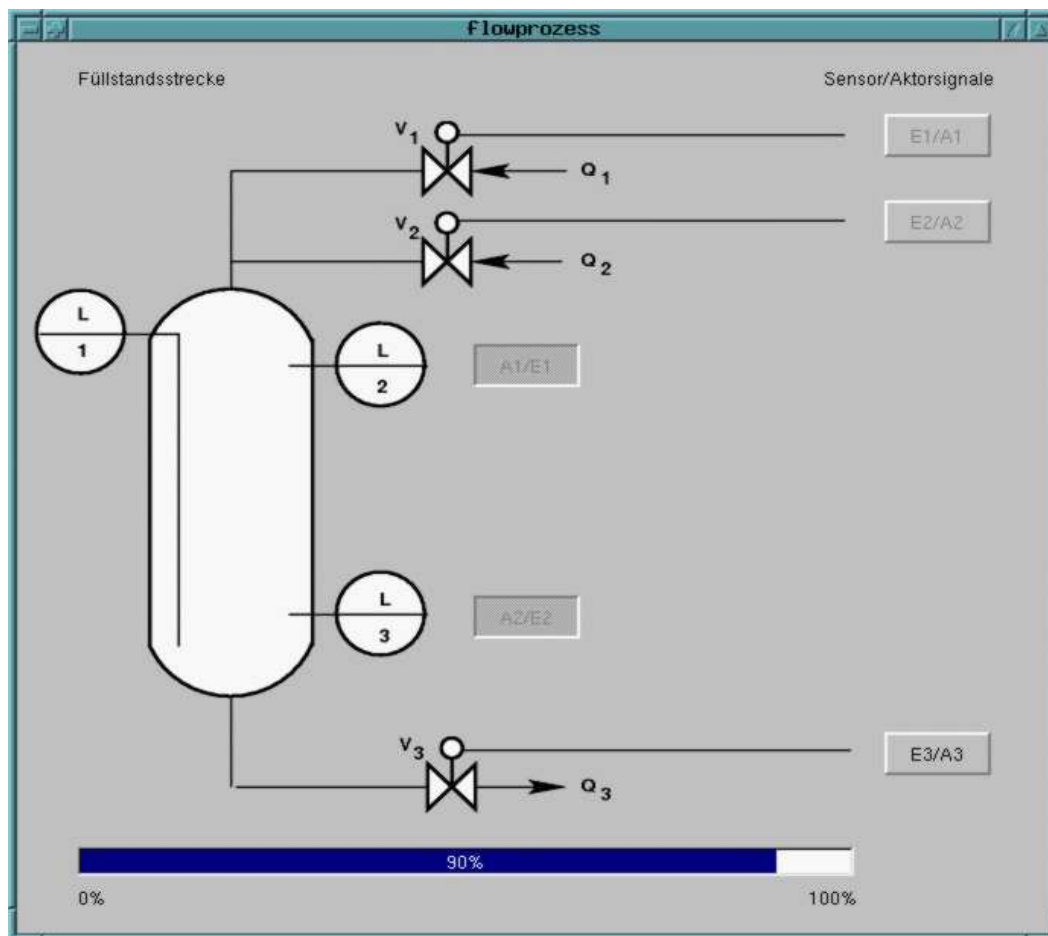 flowprozess
Füllstandsstrecke
Sensor/Aktorsignale
V1
E1/A1
Q1
V2
E2/A2
Q2
L
1
L
2
A1/E1
L
3
A2/E2
V3
E3/A3
Q3
90%
0%
100%